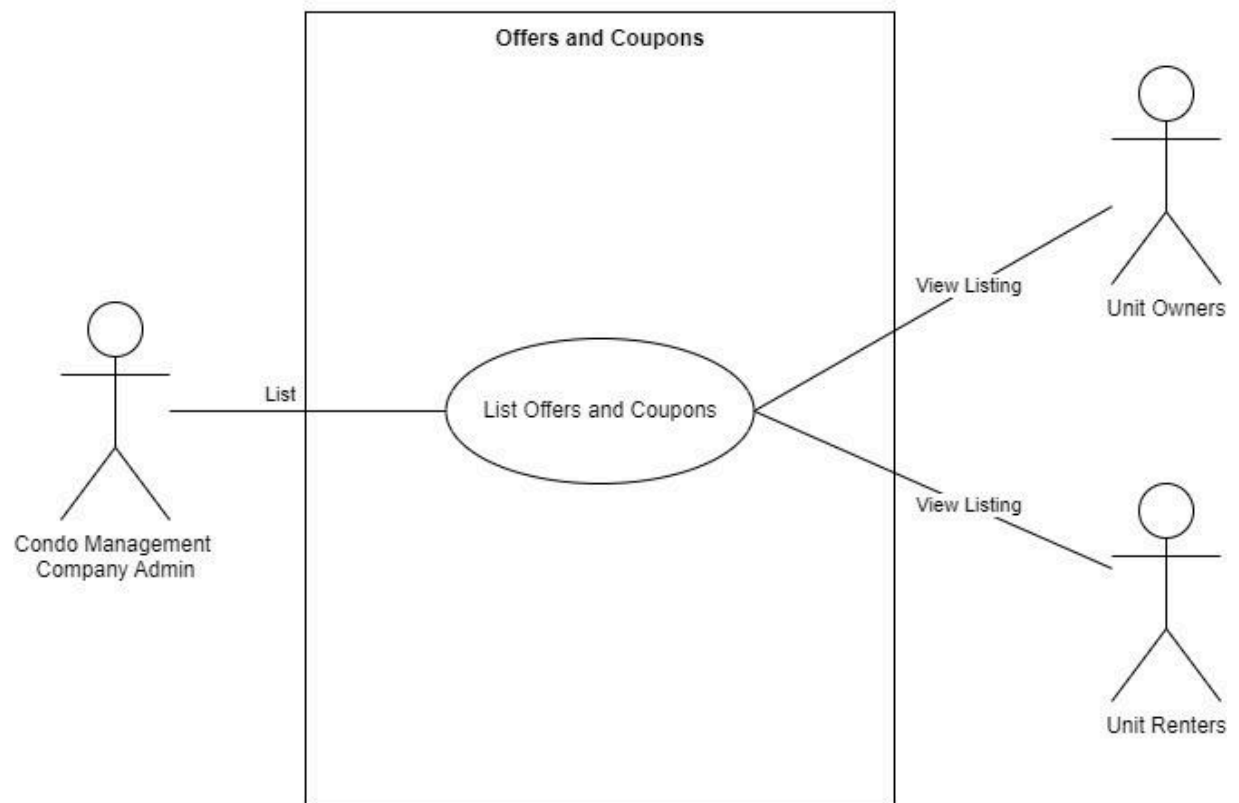 Offers and Coupons
View Listing
Unit Owners
List
List Offers and Coupons
View Listing
Condo Management
Company Admin
Unit Renters